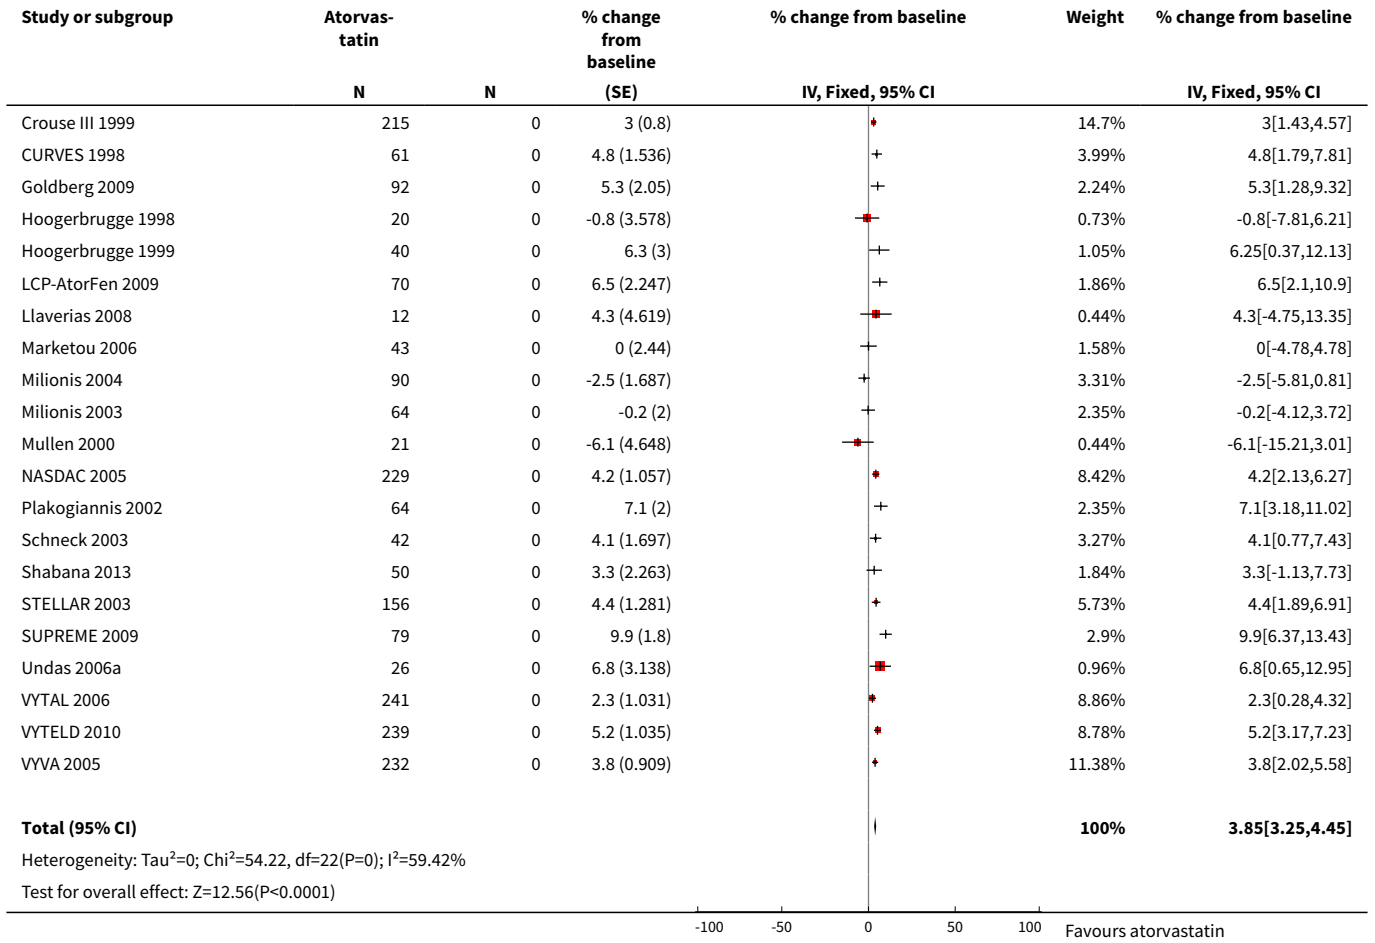 Study or subgroup Atorvas- % change % change from baseline Weight % change from baseline
tatin from
baseline
N N (SE) IV, Fixed, 95% CI IV, Fixed, 95% CI
Crouse III 1999 215 0 3 (0.8) 14.7% 3[1.43,4.57]
CURVES 1998 61 0 4.8 (1.536) 3.99% 4.8[1.79,7.81]
Goldberg 2009 92 0 5.3 (2.05) 2.24% 5.3[1.28,9.32]
Hoogerbrugge 1998 20 0 -0.8 (3.578) 0.73% -0.8[-7.81,6.21]
Hoogerbrugge 1999 40 0 6.3 (3) 1.05% 6.25[0.37,12.13]
LCP-AtorFen 2009 70 0 6.5 (2.247) 1.86% 6.5[2.1,10.9]
Llaverias 2008 12 0 4.3 (4.619) 0.44% 4.3[-4.75,13.35]
Marketou 2006 43 0 0 (2.44) 1.58% 0[-4.78,4.78]
Milionis 2004 90 0 -2.5 (1.687) 3.31% -2.5[-5.81,0.81]
Milionis 2003 64 0 -0.2 (2) 2.35% -0.2[-4.12,3.72]
Mullen 2000 21 0 -6.1 (4.648) 0.44% -6.1[-15.21,3.01]
NASDAC 2005 229 0 4.2 (1.057) 8.42% 4.2[2.13,6.27]
Plakogiannis 2002 64 0 7.1 (2) 2.35% 7.1[3.18,11.02]
Schneck 2003 42 0 4.1 (1.697) 3.27% 4.1[0.77,7.43]
Shabana 2013 50 0 3.3 (2.263) 1.84% 3.3[-1.13,7.73]
STELLAR 2003 156 0 4.4 (1.281) 5.73% 4.4[1.89,6.91]
SUPREME 2009 79 0 9.9 (1.8) 2.9% 9.9[6.37,13.43]
Undas 2006a 26 0 6.8 (3.138) 0.96% 6.8[0.65,12.95]
VYTAL 2006 241 0 2.3 (1.031) 8.86% 2.3[0.28,4.32]
VYTELD 2010 239 0 5.2 (1.035) 8.78% 5.2[3.17,7.23]
VYVA 2005 232 0 3.8 (0.909) 11.38% 3.8[2.02,5.58]
Total (95% CI) 100% 3.85[3.25,4.45]
Heterogeneity: Tau²=0; Chi²=54.22, df=22(P=0); I²=59.42%
Test for overall effect: Z=12.56(P<0.0001)
-100 -50 0 50 100 Favours atorvastatin